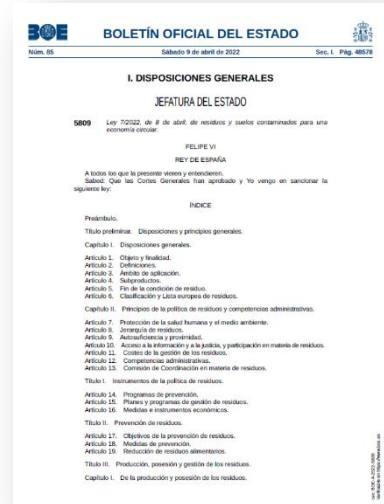 BOE
BOLETÍN OFICIAL DEL ESTADO
Núm. 85 Sábado 9 de abril de 2022 Sec. I. Pág. 48578
I. DISPOSICIONES GENERALES
JEFATURA DEL ESTADO
5809 Ley 7/2022, de 8 de abril, de residuos y suelos contaminados para una
economía circular.
FELIPE VI
REY DE ESPAÑA
A todos los que la presente vieren y entendieren.
Sabed: Que las Cortes Generales han aprobado y Yo vengo en sancionar la
siguiente ley:
ÍNDICE
Preámbulo.
Título preliminar. Disposiciones y principios generales.
Capítulo I. Disposiciones generales.
Artículo 1. Objeto y finalidad.
Artículo 2. Definiciones.
Artículo 3. Ámbito de aplicación.
Artículo 4. Subproductos.
Artículo 5. Fin de la condición de residuo.
Artículo 6. Clasificación y Lista europea de residuos.
Capítulo II. Principios de la política de residuos y competencias administrativas.
Artículo 7. Protección de la salud humana y el medio ambiente.
Artículo 8. Jerarquía de residuos.
Artículo 9. Autosuficiencia y proximidad.
Artículo 10. Acceso a la información y a la justicia, y participación en materia de residuos.
Artículo 11. Costes de la gestión de los residuos.
Artículo 12. Competencias administrativas.
Artículo 13. Comisión de Coordinación en materia de residuos.
Título I. Instrumentos de la política de residuos.
Artículo 14. Programas de prevención.
Artículo 15. Planes y programas de gestión de residuos.
Artículo 16. Medidas e instrumentos económicos.
Título II. Prevención de residuos.
Artículo 17. Objetivos de la prevención de residuos.
Artículo 18. Medidas de prevención.
Artículo 19. Reducción de residuos alimentarios.
Título III. Producción, posesión y gestión de los residuos.
Capítulo I. De la producción y posesión de los residuos.